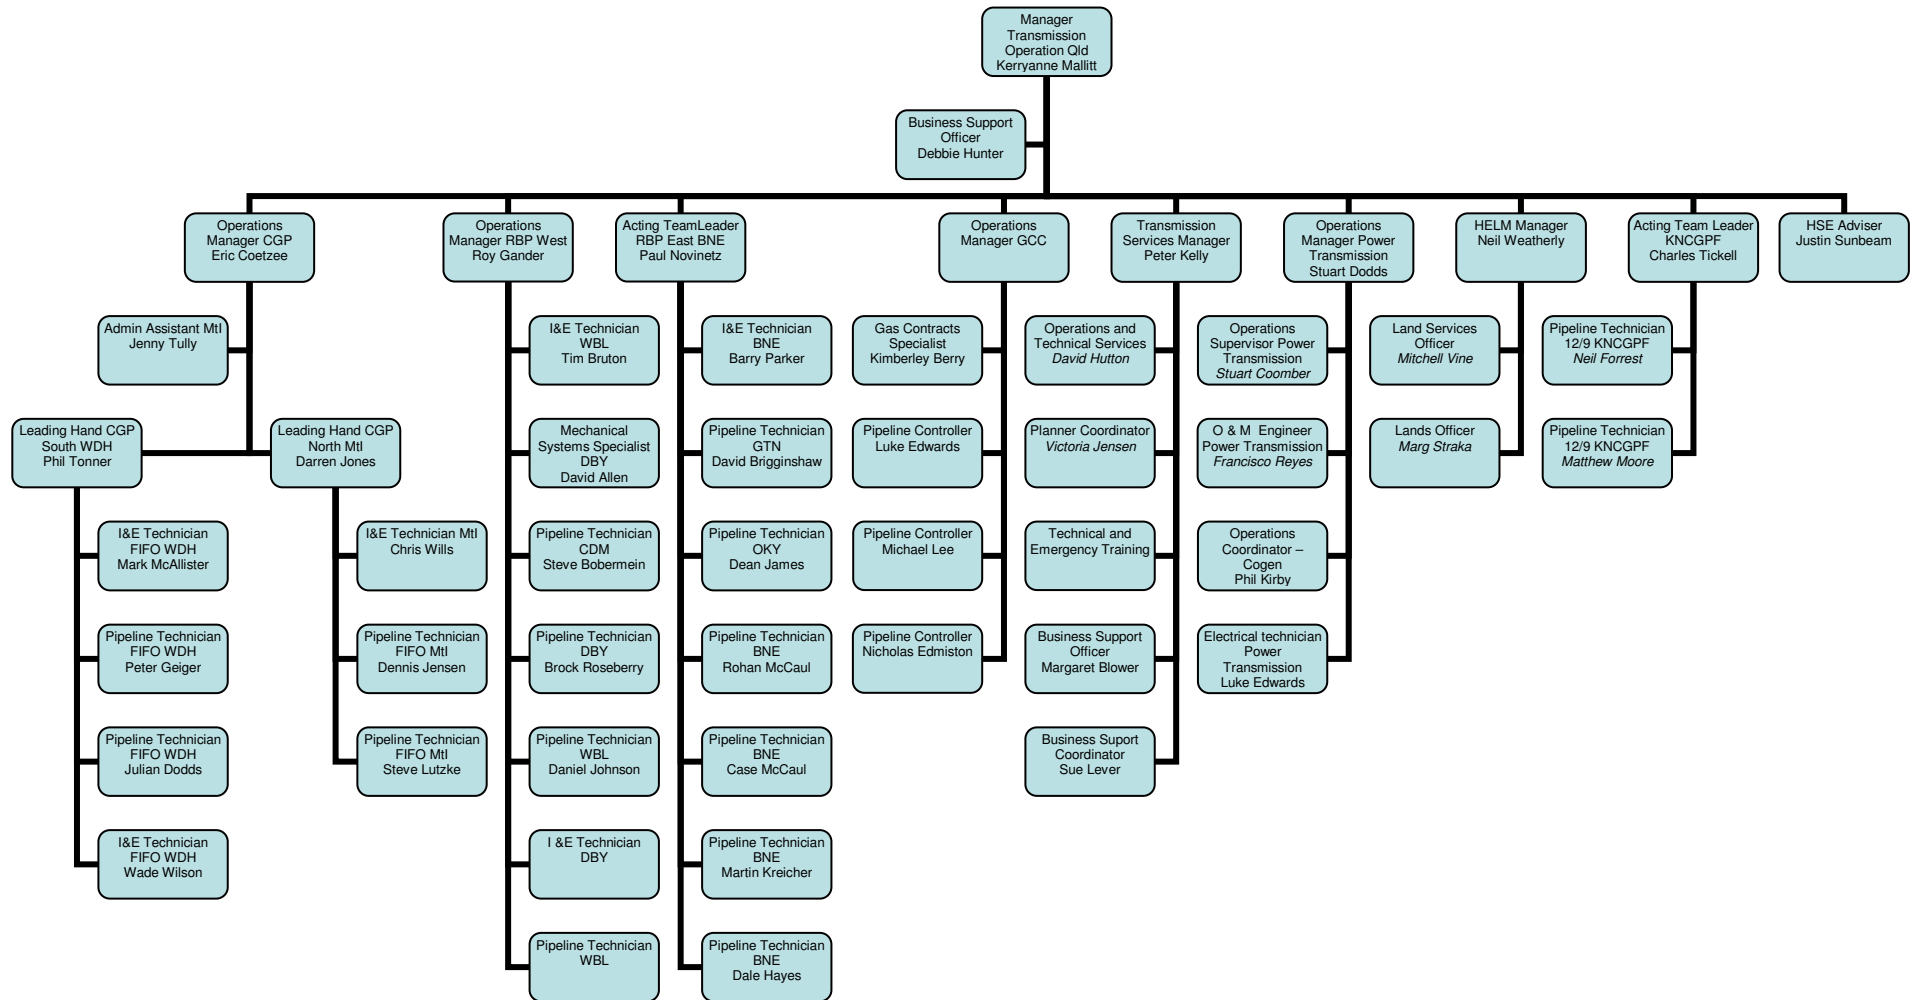 Manager
Transmission
Operation Qld
Kerryanne Mallitt
Business Support
Officer
Debbie Hunter
Operations
Manager CGP
Eric Coetzee
Operations
Manager RBP West
Roy Gander
Acting TeamLeader
RBP East BNE
Paul Novinetz
Operations
Manager GCC
Transmission
Services Manager
Peter Kelly
Operations
Manager Power
Transmission
Stuart Dodds
HELM Manager
Neil Weatherly
Acting Team Leader
KNCGPF
Charles Tickell
HSE Adviser
Justin Sunbeam
Admin Assistant Mtl
Jenny Tully
Leading Hand CGP
South WDH
Phil Tonner
Leading Hand CGP
North Mtl
Darren Jones
I&E Technician
FIFO WDH
Mark McAllister
Pipeline Technician
FIFO WDH
Peter Geiger
Pipeline Technician
FIFO WDH
Julian Dodds
I&E Technician
FIFO WDH
Wade Wilson
I&E Technician Mtl
Chris Wills
Pipeline Technician
FIFO Mtl
Dennis Jensen
Pipeline Technician
FIFO Mtl
Steve Lutzke
I&E Technician
WBL
Tim Bruton
Mechanical
Systems Specialist
DBY
David Allen
Pipeline Technician
CDM
Steve Bobermein
Pipeline Technician
DBY
Brock Roseberry
Pipeline Technician
WBL
Daniel Johnson
I &E Technician
DBY
Pipeline Technician
WBL
I&E Technician
BNE
Barry Parker
Pipeline Technician
GTN
David Brigginshaw
Pipeline Technician
OKY
Dean James
Pipeline Technician
BNE
Rohan McCaul
Pipeline Technician
BNE
Case McCaul
Pipeline Technician
BNE
Martin Kreicher
Pipeline Technician
BNE
Dale Hayes
Gas Contracts
Specialist
Kimberley Berry
Pipeline Controller
Luke Edwards
Pipeline Controller
Michael Lee
Pipeline Controller
Nicholas Edmiston
Operations and
Technical Services
David Hutton
Planner Coordinator
Victoria Jensen
Technical and
Emergency Training
Business Support
Officer
Margaret Blower
Business Suport
Coordinator
Sue Lever
Operations
Supervisor Power
Transmission
Stuart Coomber
O & M  Engineer
Power Transmission
Francisco Reyes
Operations
Coordinator –
Cogen
Phil Kirby
Electrical technician
Power
Transmission
Luke Edwards
Land Services
Officer
Mitchell Vine
Lands Officer
Marg Straka
Pipeline Technician
12/9 KNCGPF
Neil Forrest
Pipeline Technician
12/9 KNCGPF
Matthew Moore